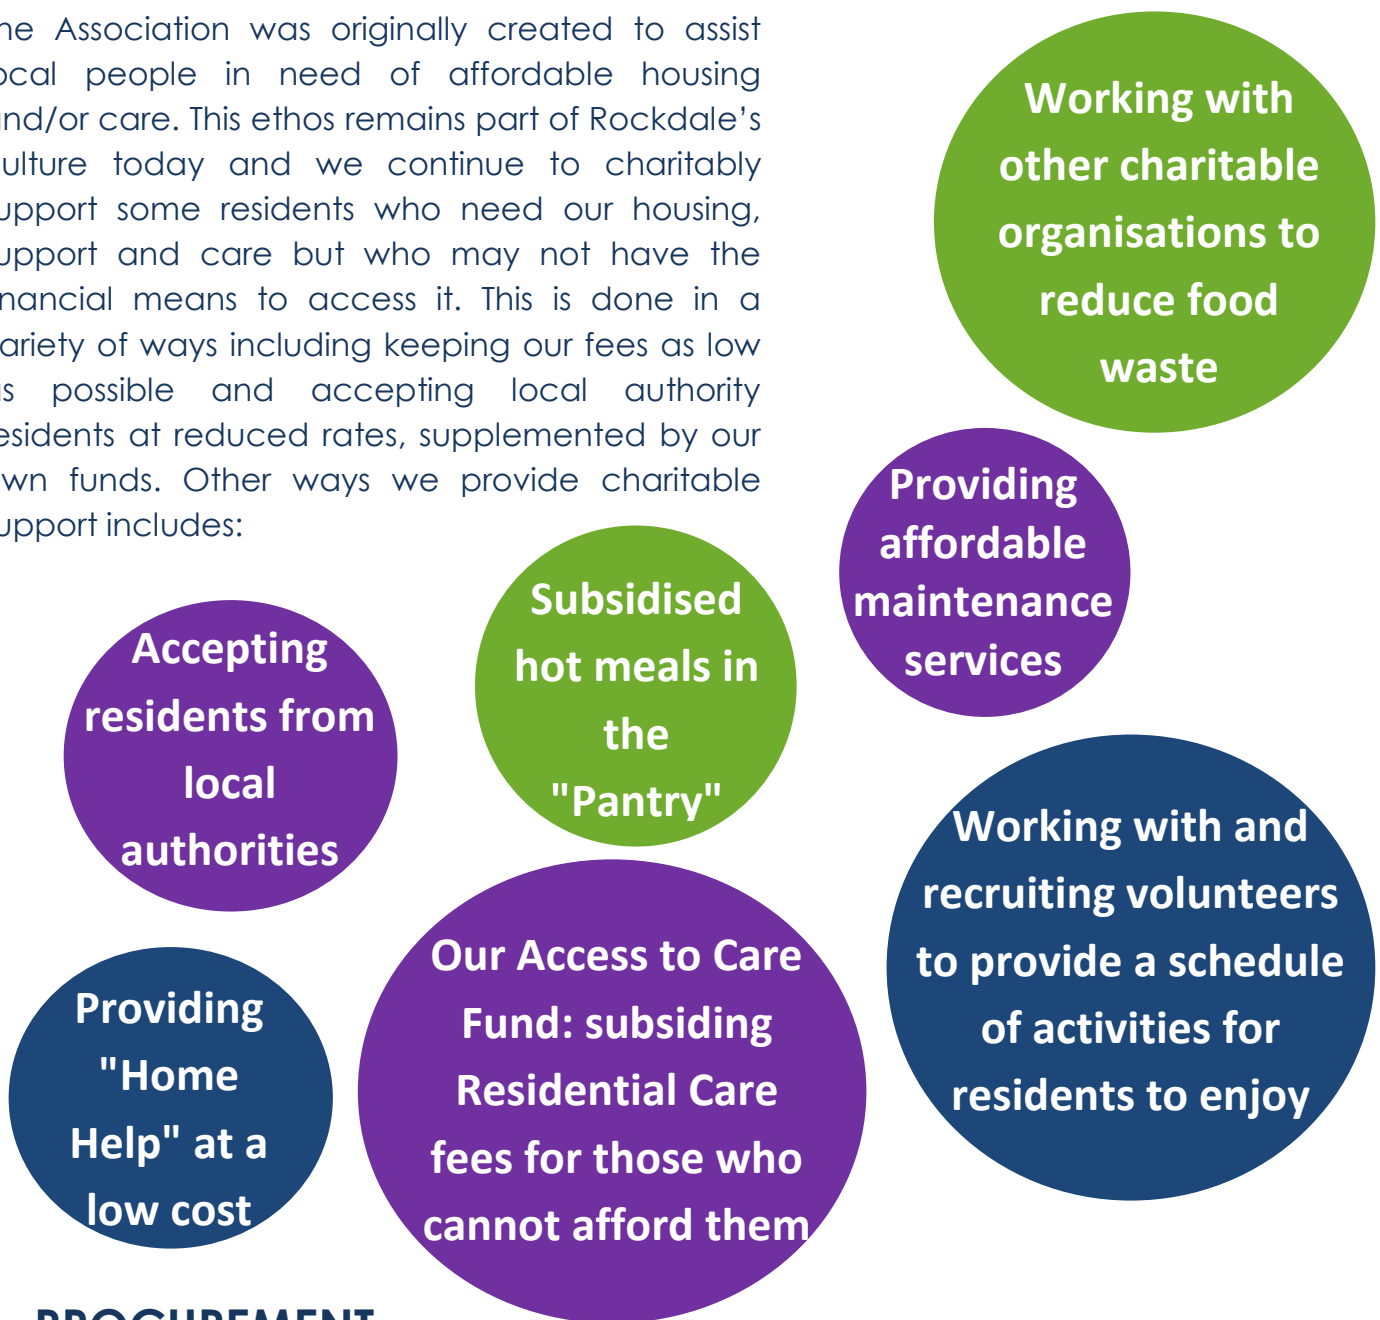 he Association was originally created to assist
ocal people in need of affordable housing
nd/or care. This ethos remains part of Rockdale’s
ulture today and we continue to charitably
upport some residents who need our housing,
upport and care but who may not have the
inancial means to access it. This is done in a
ariety of ways including keeping our fees as low
s possible and accepting local authority
esidents at reduced rates, supplemented by our
wn funds. Other ways we provide charitable
upport includes:
Working with
other charitable
organisations to
reduce food
waste
Providing
affordable
maintenance
services
Subsidised
hot meals in
the
"Pantry"
Accepting
residents from
local
authorities
Working with and
recruiting volunteers
to provide a schedule
of activities for
residents to enjoy
Our Access to Care
Fund: subsiding
Residential Care
fees for those who
cannot afford them
Providing
"Home
Help" at a
low cost
PROCUREMENT